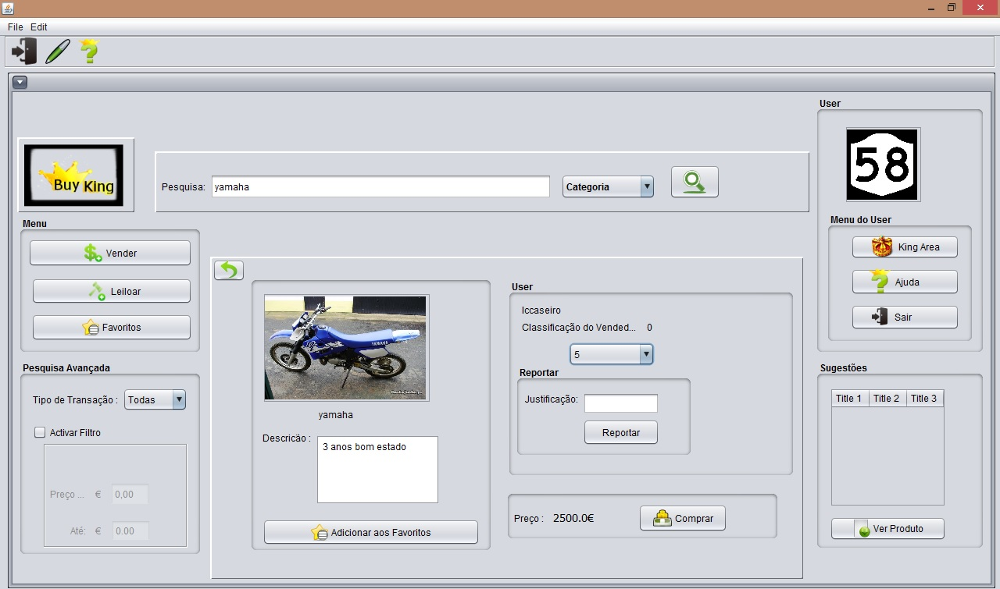 File Edit
User
58
Buy King
Pesquisa: yamaha Categoria
Menu do User
King Area
Ajuda
Sair
Menu
Vender
Leiloar
Favoritos
Pesquisa Avançada
Tipo de Transação : Todas
Activar Filtro
Preço ... € 0,00
Até: € 0.00
YAMAHA
yamaha
Descricão : 3 anos bom estado
Adicionar aos Favoritos
User
Iccaseiro
Classificação do Vended... 0
5
Reportar
Justificação:
Reportar
Preço : 2500.0€ Comprar
Sugestões
Title 1 Title 2 Title 3
Ver Produto